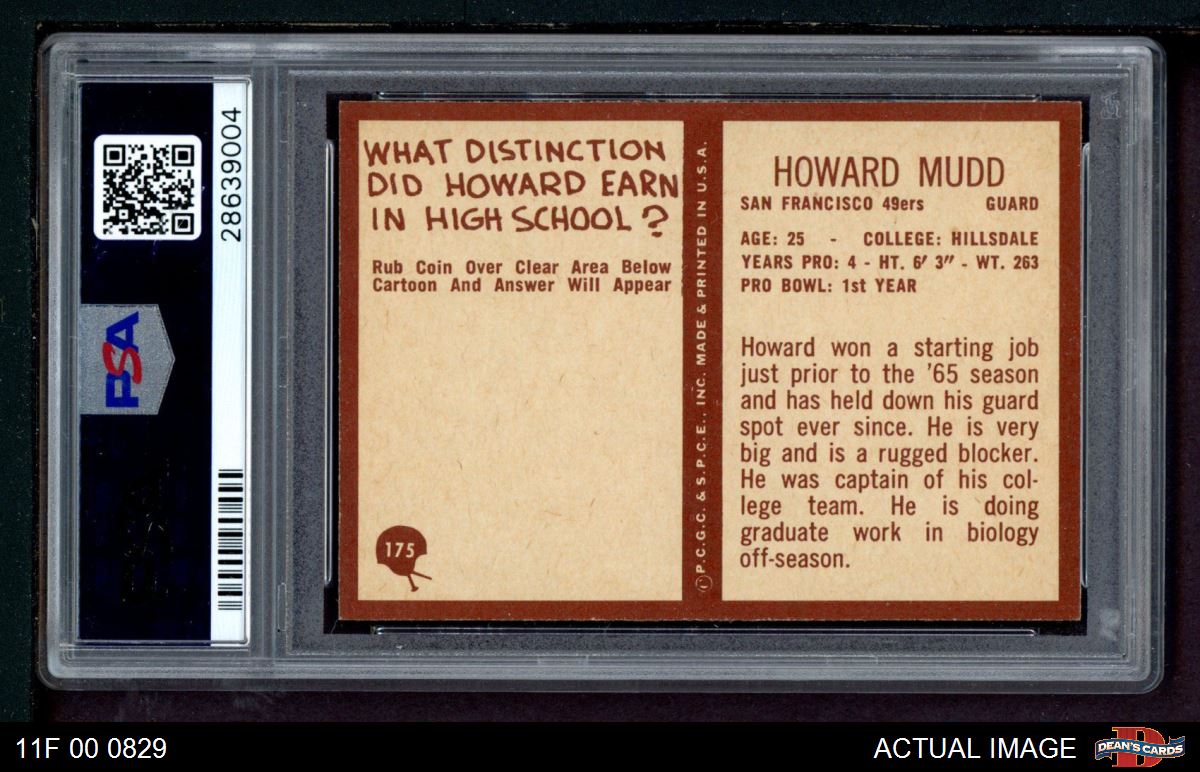 28639004
PSA
WHAT DISTINCTION
DID HOWARD EARN
IN HIGH SCHOOL?
Rub Coin Over Clear Area Below
Cartoon And Answer Will Appear
175
©P.C.G.C. & S.P.C.E., INC. MADE & PRINTED IN U.S.A.
HOWARD MUDD
SAN FRANCISCO 49ers GUARD
AGE: 25 - COLLEGE: HILLSDALE
YEARS PRO: 4 - HT. 6′ 3″ - WT. 263
PRO BOWL: 1st YEAR
Howard won a starting job
just prior to the '65 season
and has held down his guard
spot ever since. He is very
big and is a rugged blocker.
He was captain of his col-
lege team. He is doing
graduate work in biology
off-season.
11F 00 0829
ACTUAL IMAGE
DEAN'S CARDS